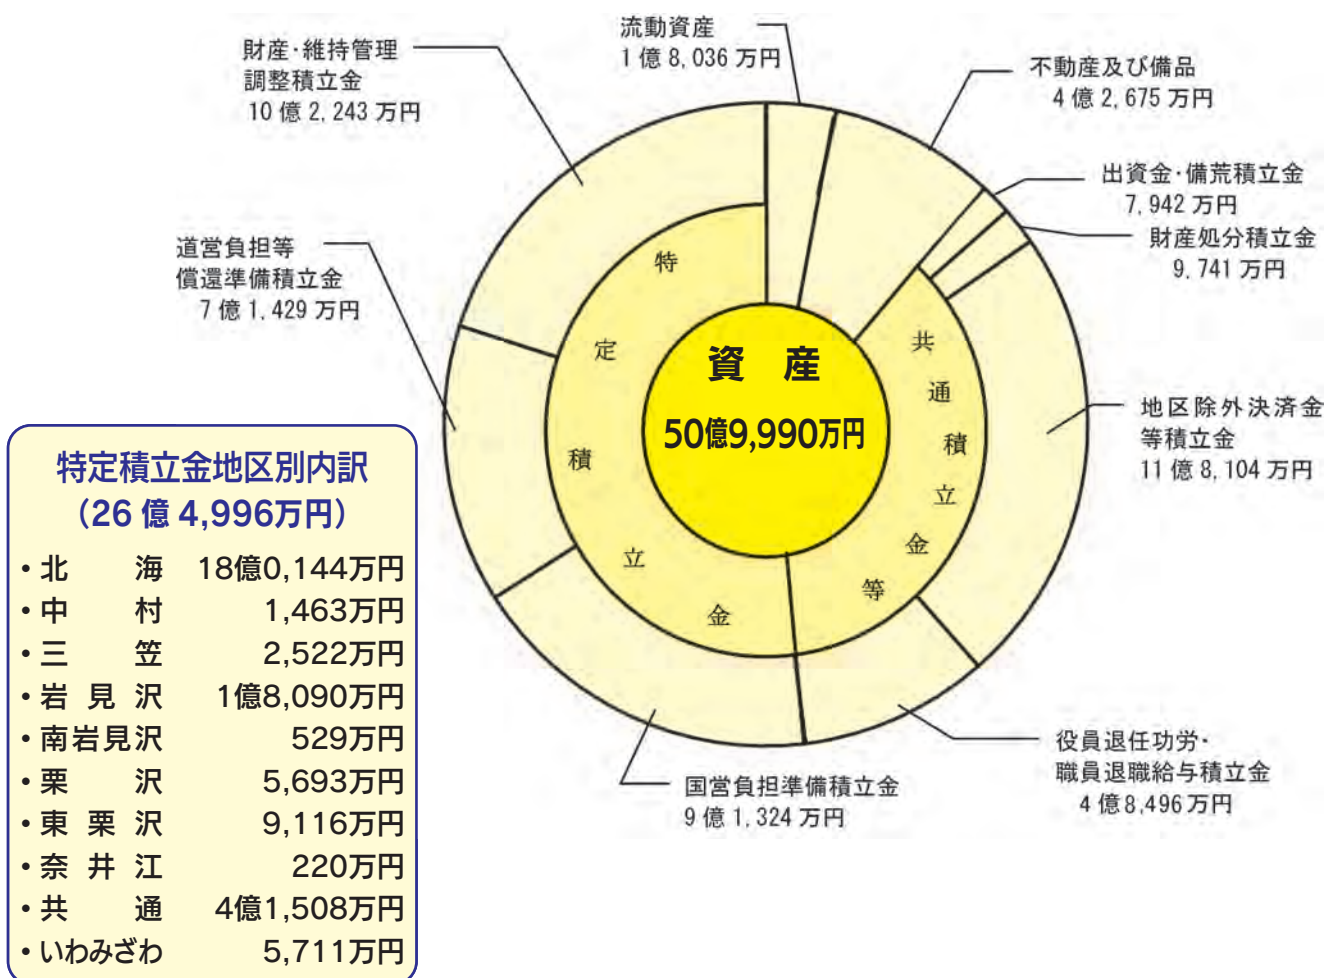 流動資産
1億8,036万円
不動産及び備品
4億2,675万円
出資金・備荒積立金
7,942万円
財産処分積立金
9,741万円
地区除外決済金
等積立金
11億8,104万円
役員退任功労・
職員退職給与積立金
4億8,496万円
国営負担準備積立金
9億1,324万円
道営負担等
償還準備積立金
7億1,429万円
財産・維持管理
調整積立金
10億2,243万円
特定積立金
共通積立金等
資産
50億9,990万円
特定積立金地区別内訳
（26億4,996万円）
・北海 18億0,144万円
・中村 1,463万円
・三笠 2,522万円
・岩見沢 1億8,090万円
・南岩見沢 529万円
・栗沢 5,693万円
・東栗沢 9,116万円
・奈井江 220万円
・共通 4億1,508万円
・いわみざわ 5,711万円